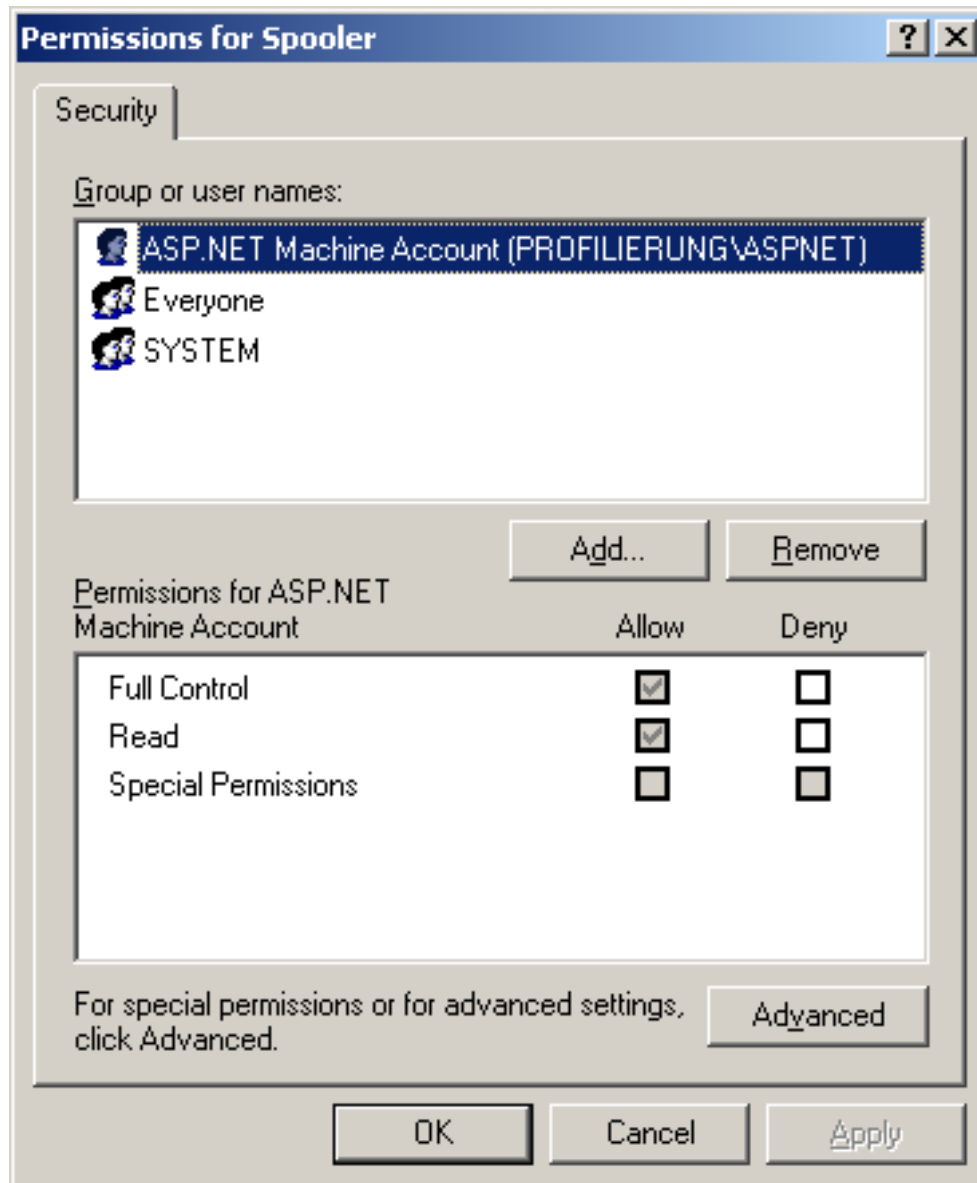 Permissions for Spooler
Security
Group or user names:
ASP.NET Machine Account (PROFILIERUNG\ASPNET)
Everyone
SYSTEM
Add... Remove
Permissions for ASP.NET
Machine Account Allow Deny
Full Control
Read
Special Permissions
For special permissions or for advanced settings,
click Advanced.
Advanced
OK Cancel Apply